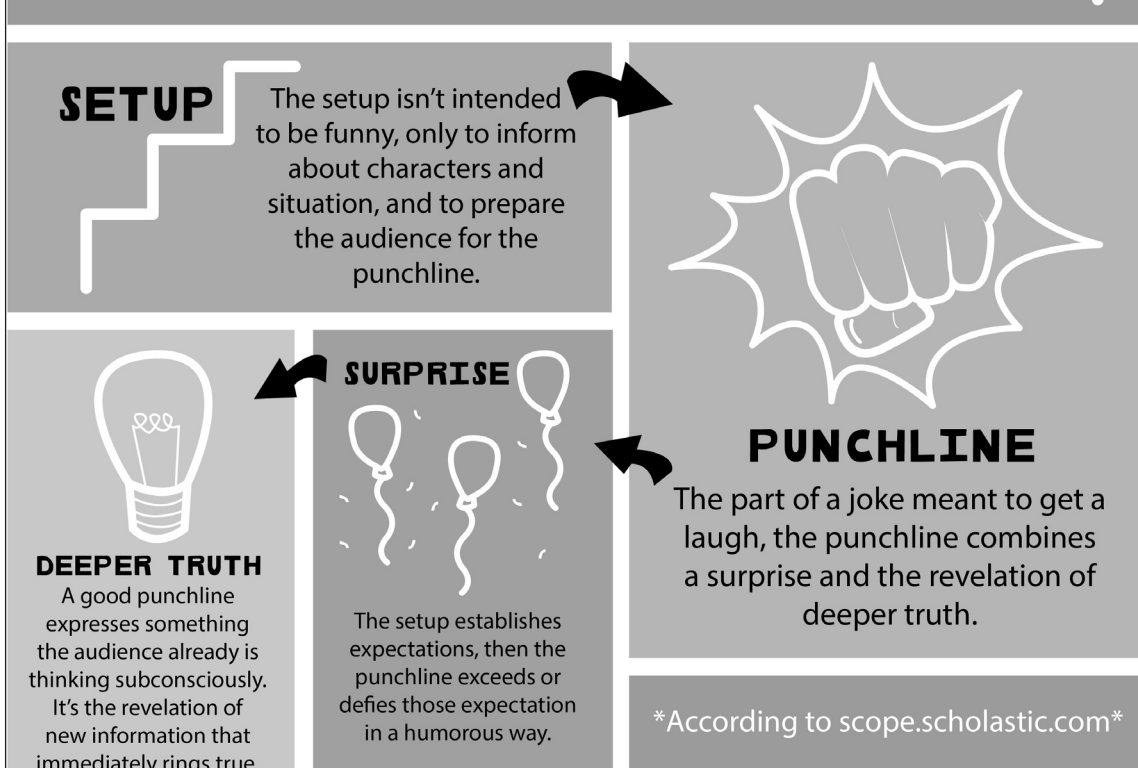 SETUP
The setup isn't intended
to be funny, only to inform
about characters and
situation, and to prepare
the audience for the
punchline.
PUNCHLINE
The part of a joke meant to get a
laugh, the punchline combines
a surprise and the revelation of
deeper truth.
SURPRISE
The setup establishes
expectations, then the
punchline exceeds or
defies those expectation
in a humorous way.
DEEPER TRUTH
A good punchline
expresses something
the audience already is
thinking subconsciously.
It's the revelation of
new information that
immediately rings true.
*According to scope.scholastic.com*